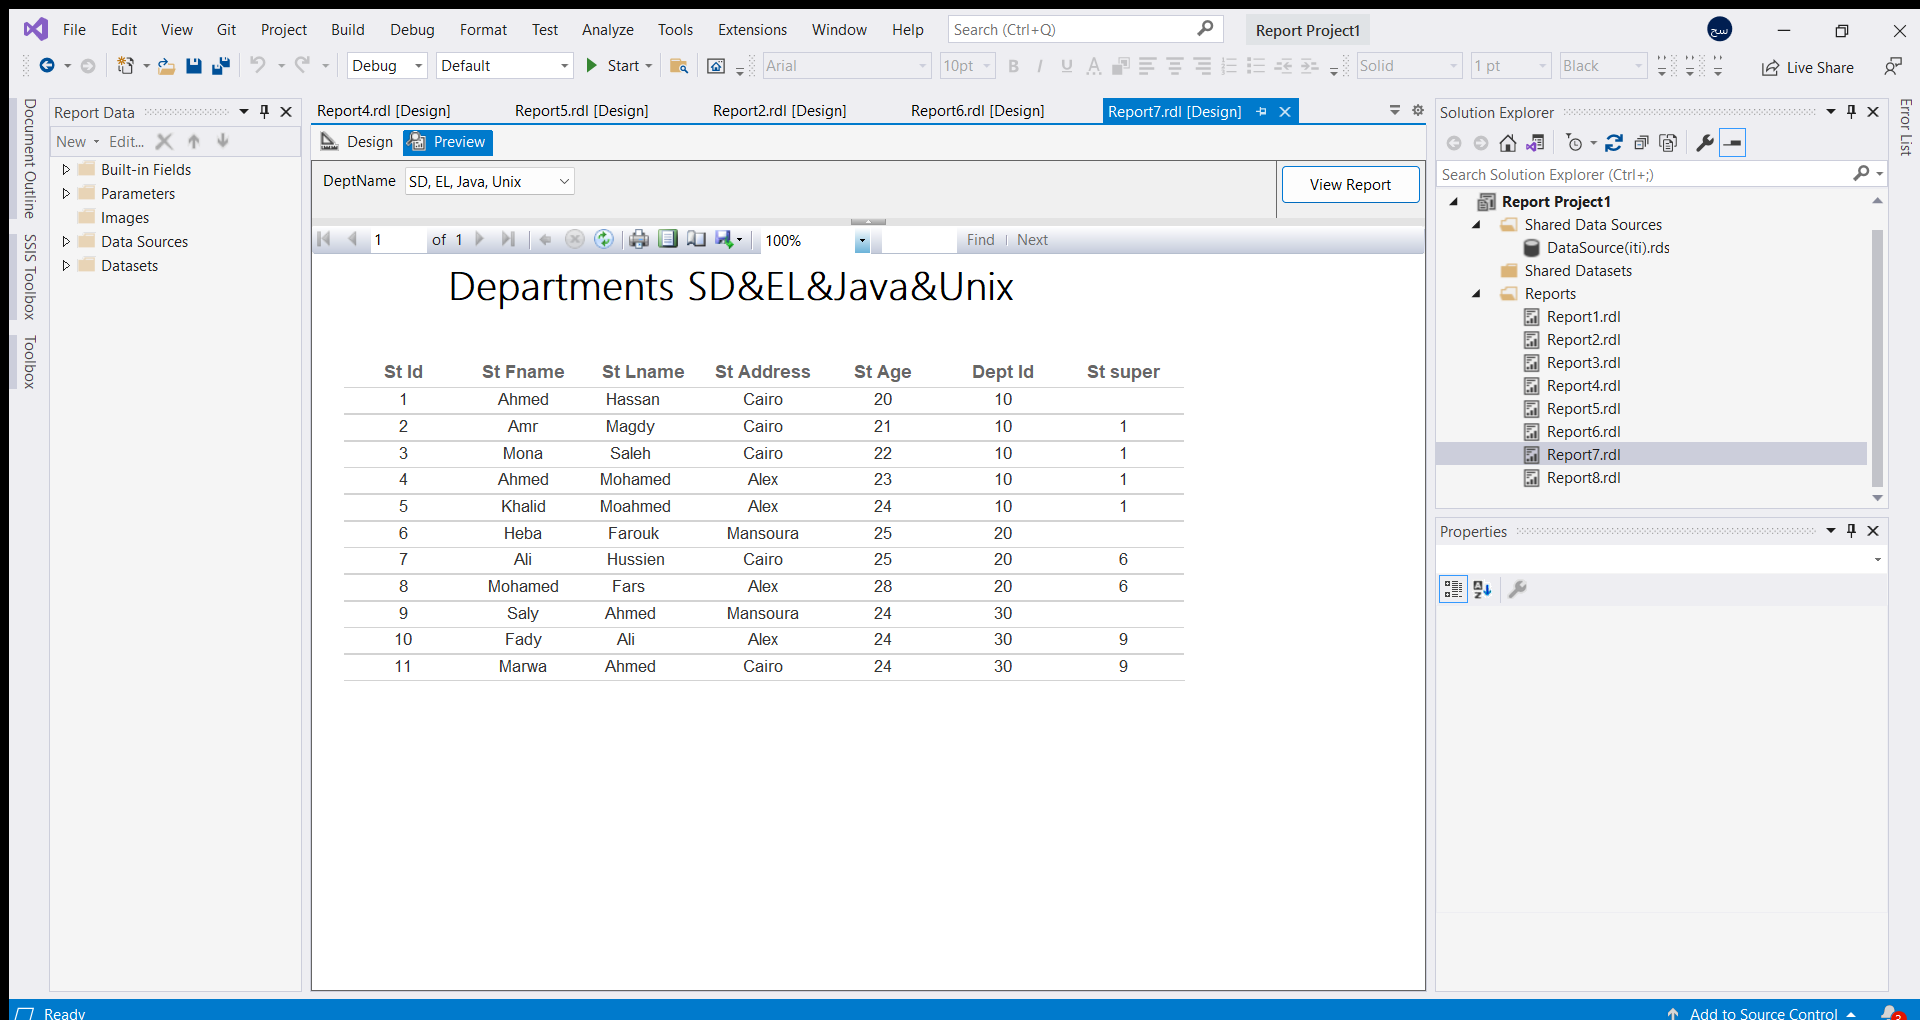 File Edit View Git Project Build Debug Format Test Analyze Tools Extensions Window Help Search (Ctrl+Q) Report Project1 سح
Debug Default Start Arial 10pt B I U A Solid 1 pt Black Live Share
Document Outline
SSIS Toolbox
Toolbox
Report Data
New Edit...
Built-in Fields
Parameters
Images
Data Sources
Datasets
Report4.rdl [Design] Report5.rdl [Design] Report2.rdl [Design] Report6.rdl [Design] Report7.rdl [Design]
Design Preview
DeptName SD, EL, Java, Unix View Report
1 of 1 100% Find Next
Departments SD&EL&Java&Unix
St Id St Fname St Lname St Address St Age Dept Id St super
1 Ahmed Hassan Cairo 20 10
2 Amr Magdy Cairo 21 10 1
3 Mona Saleh Cairo 22 10 1
4 Ahmed Mohamed Alex 23 10 1
5 Khalid Moahmed Alex 24 10 1
6 Heba Farouk Mansoura 25 20
7 Ali Hussien Cairo 25 20 6
8 Mohamed Fars Alex 28 20 6
9 Saly Ahmed Mansoura 24 30
10 Fady Ali Alex 24 30 9
11 Marwa Ahmed Cairo 24 30 9
Solution Explorer
Search Solution Explorer (Ctrl+;)
Report Project1
Shared Data Sources
DataSource(iti).rds
Shared Datasets
Reports
Report1.rdl
Report2.rdl
Report3.rdl
Report4.rdl
Report5.rdl
Report6.rdl
Report7.rdl
Report8.rdl
Properties
Error List
Ready Add to Source Control